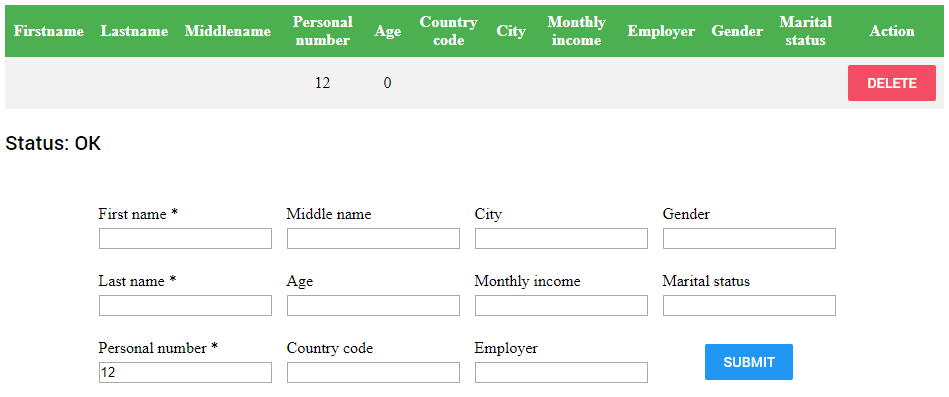 Firstname Lastname Middlename Personal number Age Country code City Monthly income Employer Gender Marital status Action
12 0 DELETE
Status: OK
First name * Middle name City Gender
Last name * Age Monthly income Marital status
Personal number * Country code Employer
12 SUBMIT